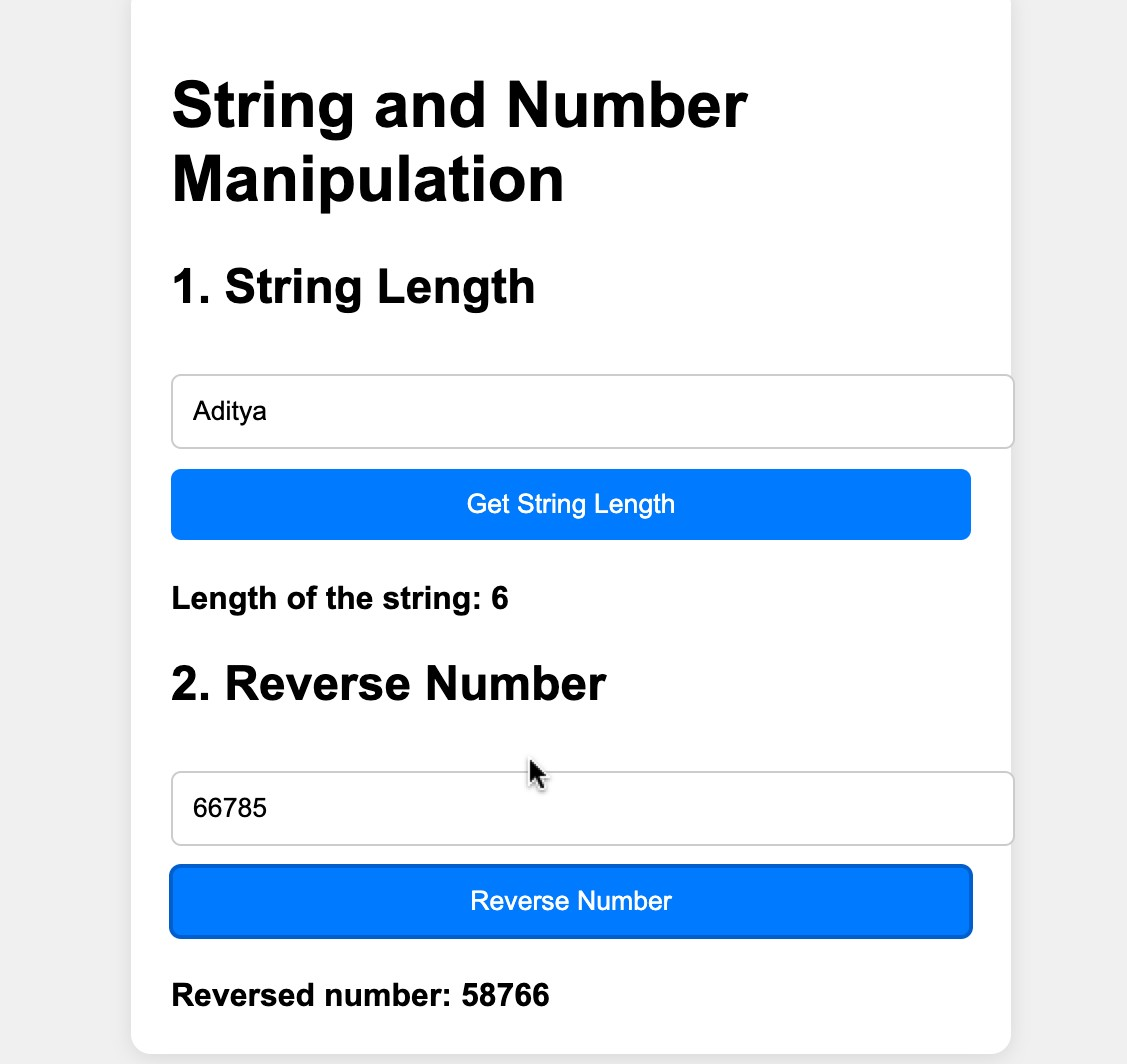 String and Number
Manipulation
1. String Length
Aditya
Get String Length
Length of the string: 6
2. Reverse Number
66785
Reverse Number
Reversed number: 58766